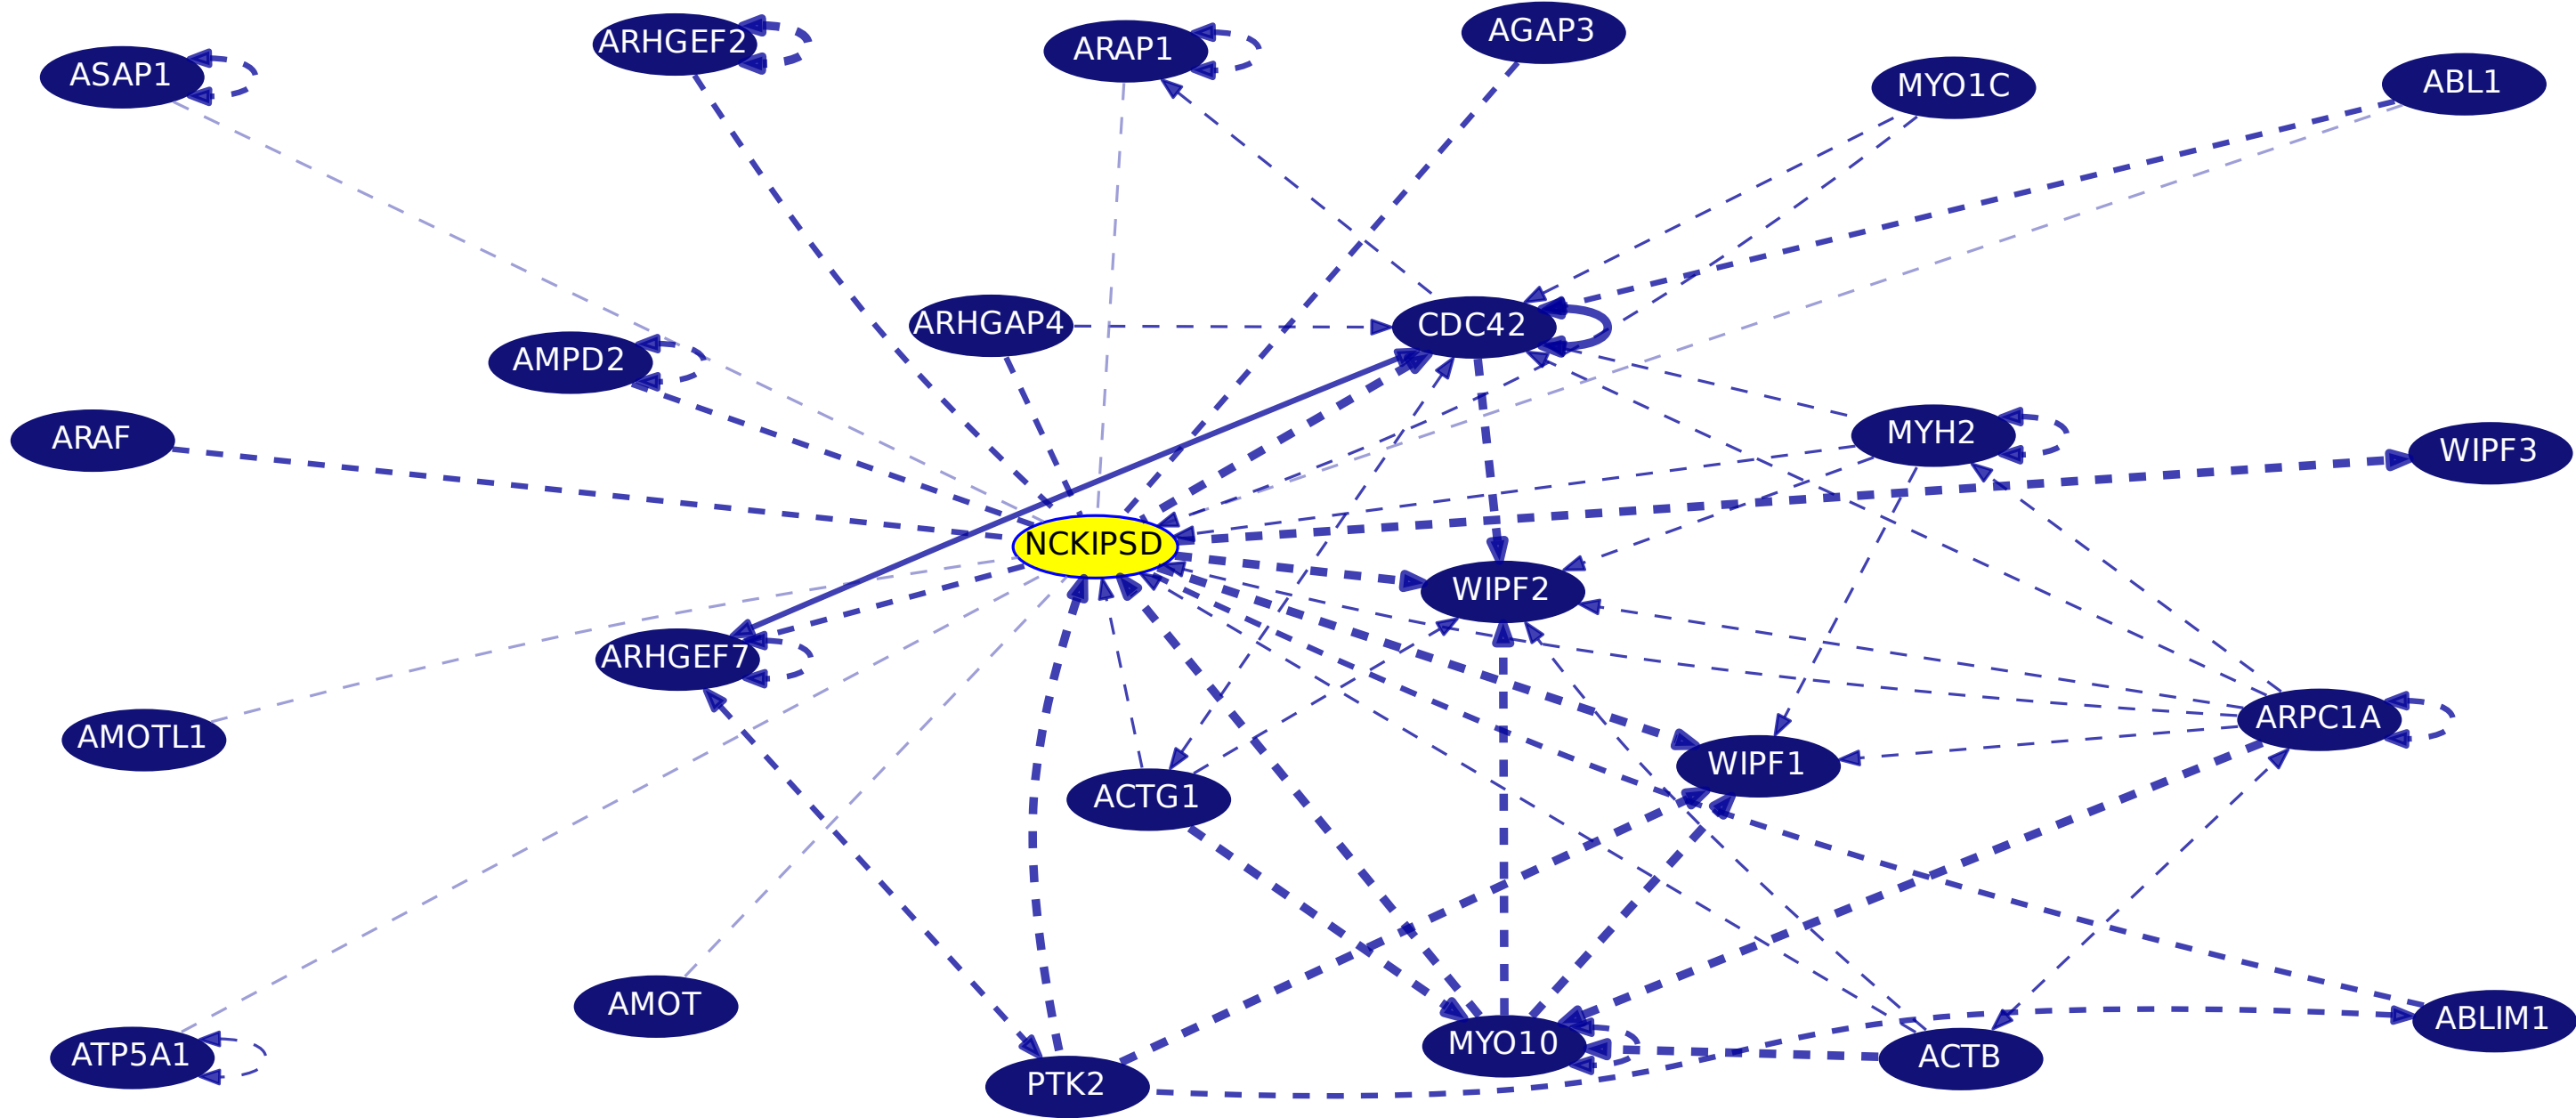 AGAP3
ARHGEF2
ARAP1
ASAP1
MYO1C
ABL1
ARHGAP4
CDC42
AMPD2
MYH2
ARAF
WIPF3
NCKIPSD
WIPF2
ARHGEF7
ARPC1A
AMOTL1
WIPF1
ACTG1
AMOT
ABLIM1
MYO10
ATP5A1
ACTB
PTK2